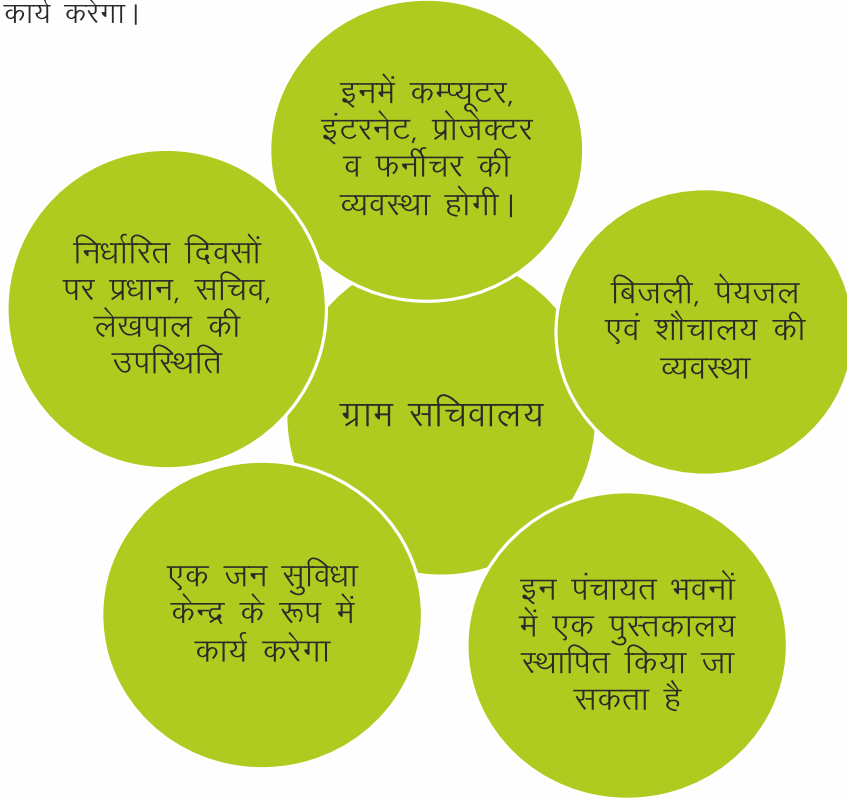 कार्य करेगा।
इनमें कम्प्यूटर,
इंटरनेट, प्रोजेक्टर
व फर्नीचर की
व्यवस्था होगी।
निर्धारित दिवसों
पर प्रधान, सचिव,
लेखपाल की
उपस्थिति
बिजली, पेयजल
एवं शौचालय की
व्यवस्था
ग्राम सचिवालय
एक जन सुविधा
केन्द्र के रूप में
कार्य करेगा
इन पंचायत भवनों
में एक पुस्तकालय
स्थापित किया जा
सकता है